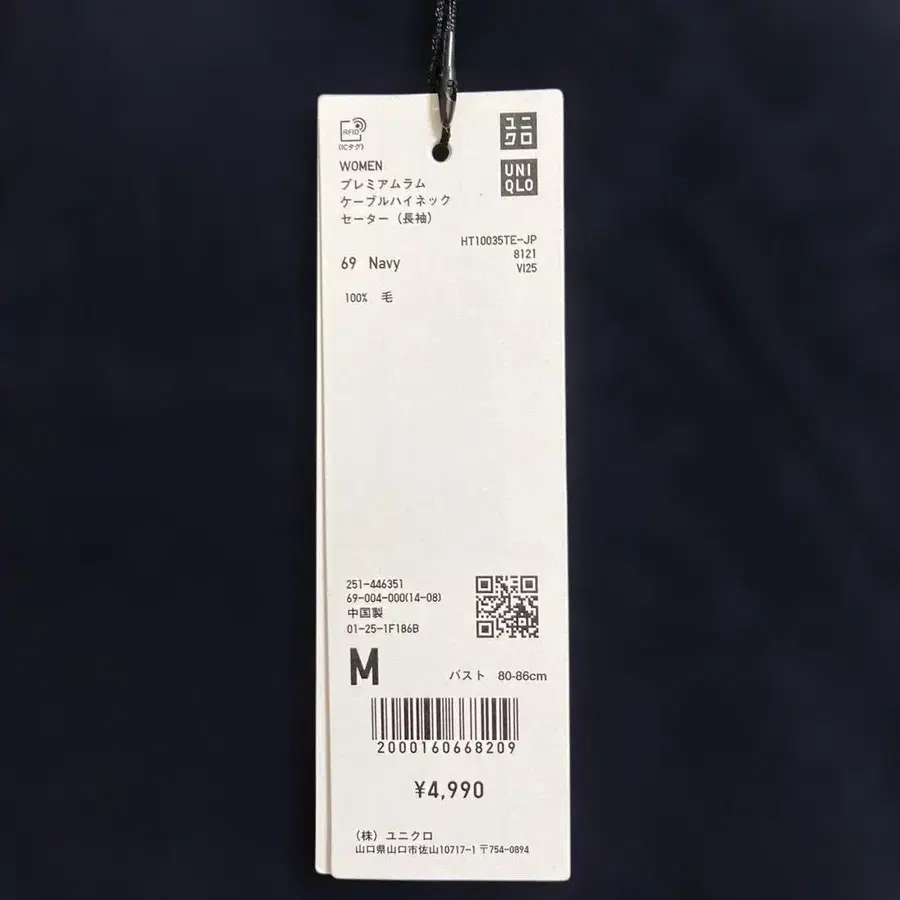 RFID
(ICタグ)
ユニ
クロ
UNI
QLO
WOMEN
プレミアムラム
ケーブルハイネック
セーター（長袖）
HT10035TE-JP
8121
VI25
69 Navy
100% 毛
251-446351
69-004-000(14-08)
中国製
01-25-1F186B
M
バスト 80-86cm
2000160668209
¥4,990
（株）ユニクロ
山口県山口市佐山10717-1 〒754-0894